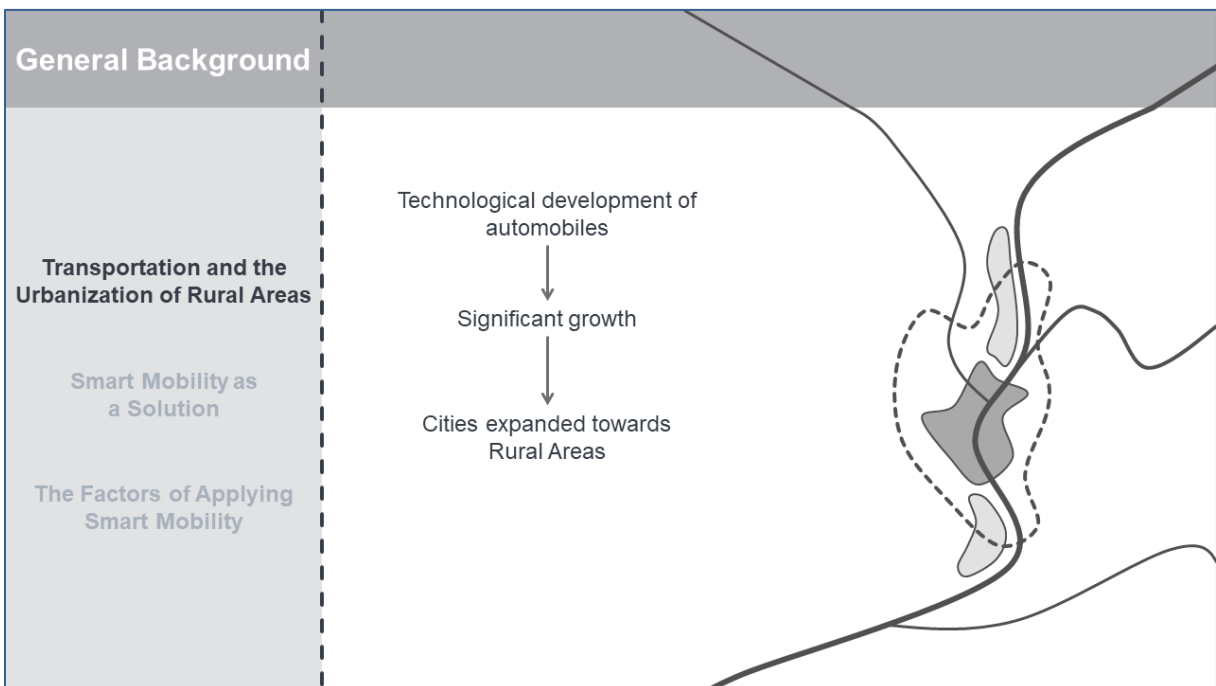 General Background
Transportation and the
Urbanization of Rural Areas
Smart Mobility as
a Solution
The Factors of Applying
Smart Mobility
Technological development of
automobiles
Significant growth
Cities expanded towards
Rural Areas